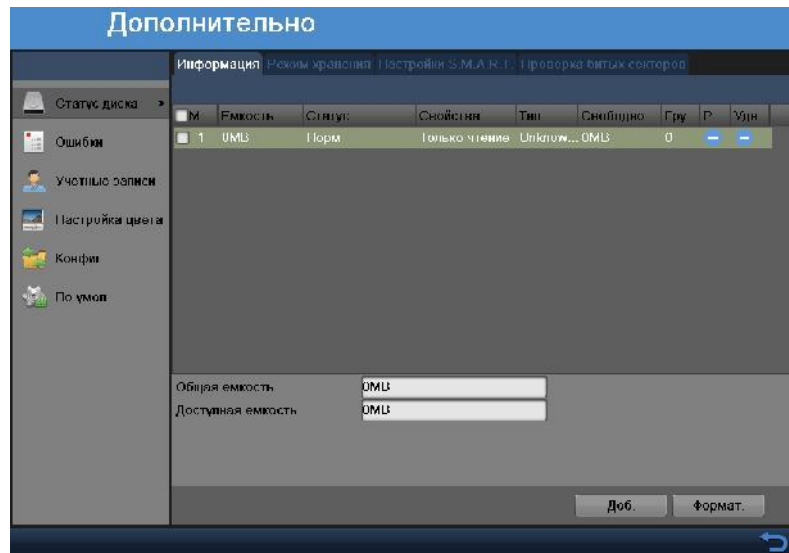 Дополнительно
Информация Режим хранения Настройки S.M.A.R.T. Проверка битых секторов
Статус диска
М Емкость Статус Свойства Тип Свободно Гру Р Удн
1 0MB Норм Только чтение Unknow... 0MB 0
Ошибки
Учетные записи
Настройка цвета
Конфиг
По умол
Общая емкость 0MB
Доступная емкость 0MB
Доб. Формат.